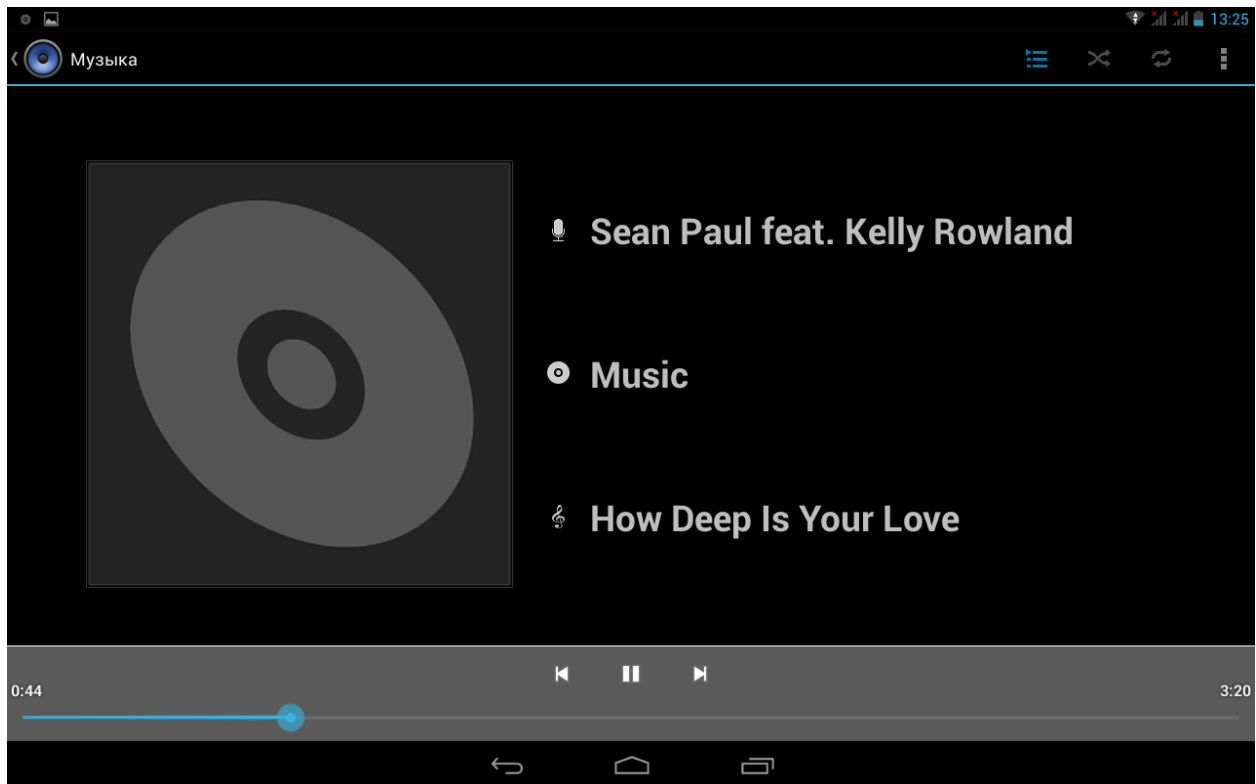 13:25
Музыка
Sean Paul feat. Kelly Rowland
Music
How Deep Is Your Love
0:44
3:20